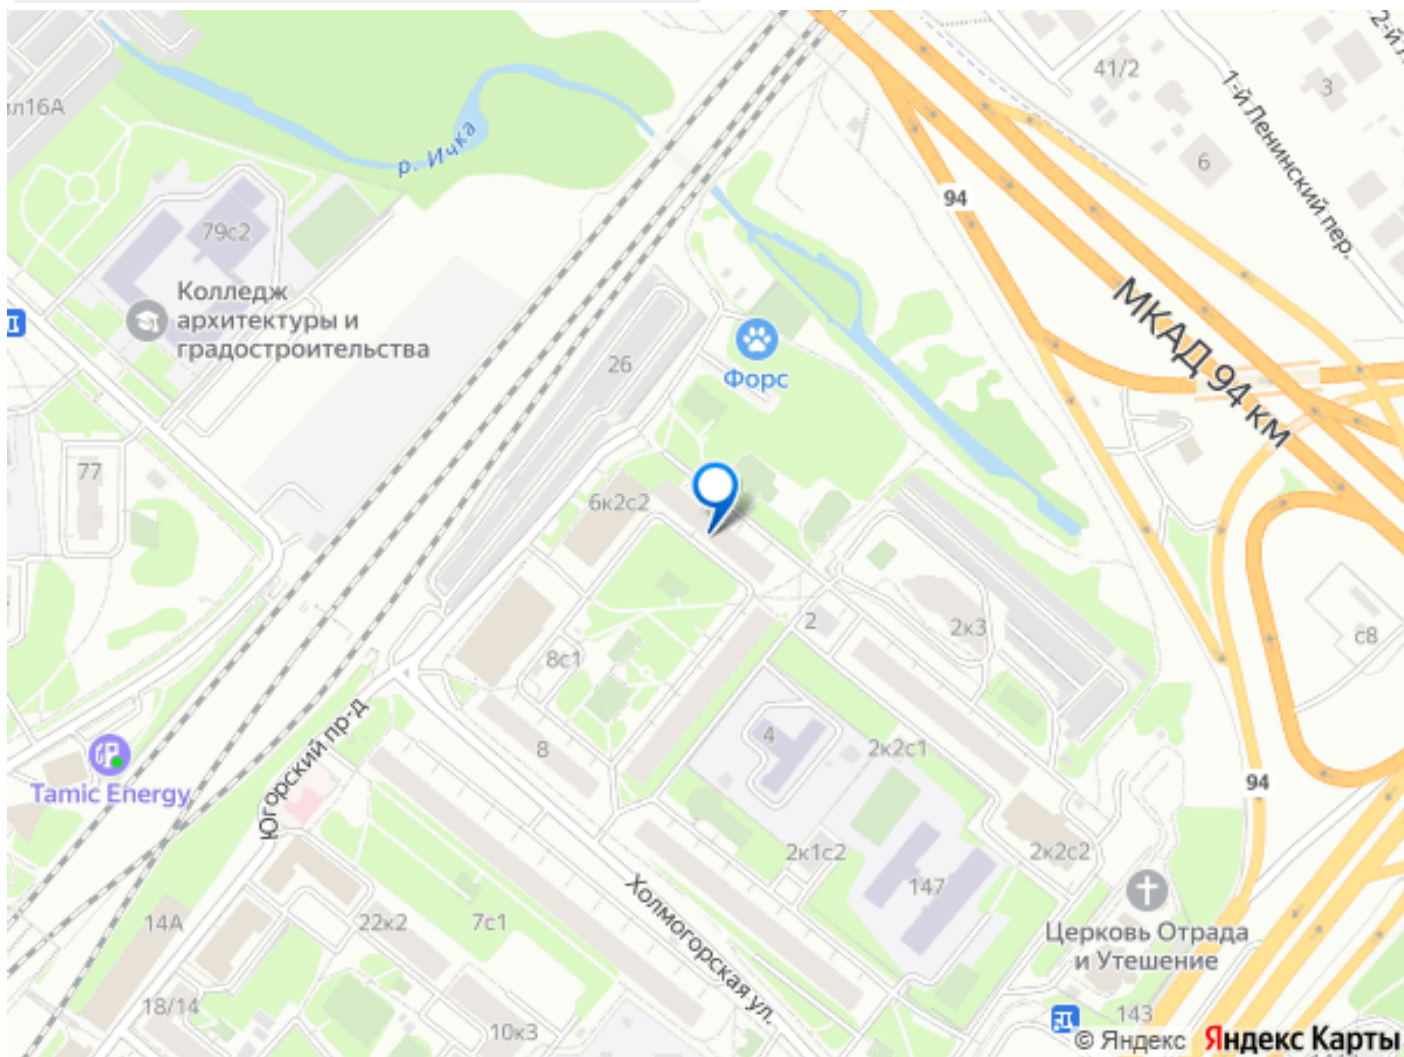 41/2
2-й Л
3
1-й Ленинский пер.
вл16А
р. Ичка
6
94
79с2
Колледж
архитектуры и
градостроительства
МКАД 94 км
26
Форс
77
6к2с2
2
2к3
с8
8с1
Югорский пр-д
8
4
2к2с1
94
Tamic Energy
2к1с2
2к2с2
147
Холмогорская ул.
14А
22к2
7с1
Церковь Отрада
и Утешение
18/14
10к3
143
© Яндекс Яндекс Карты